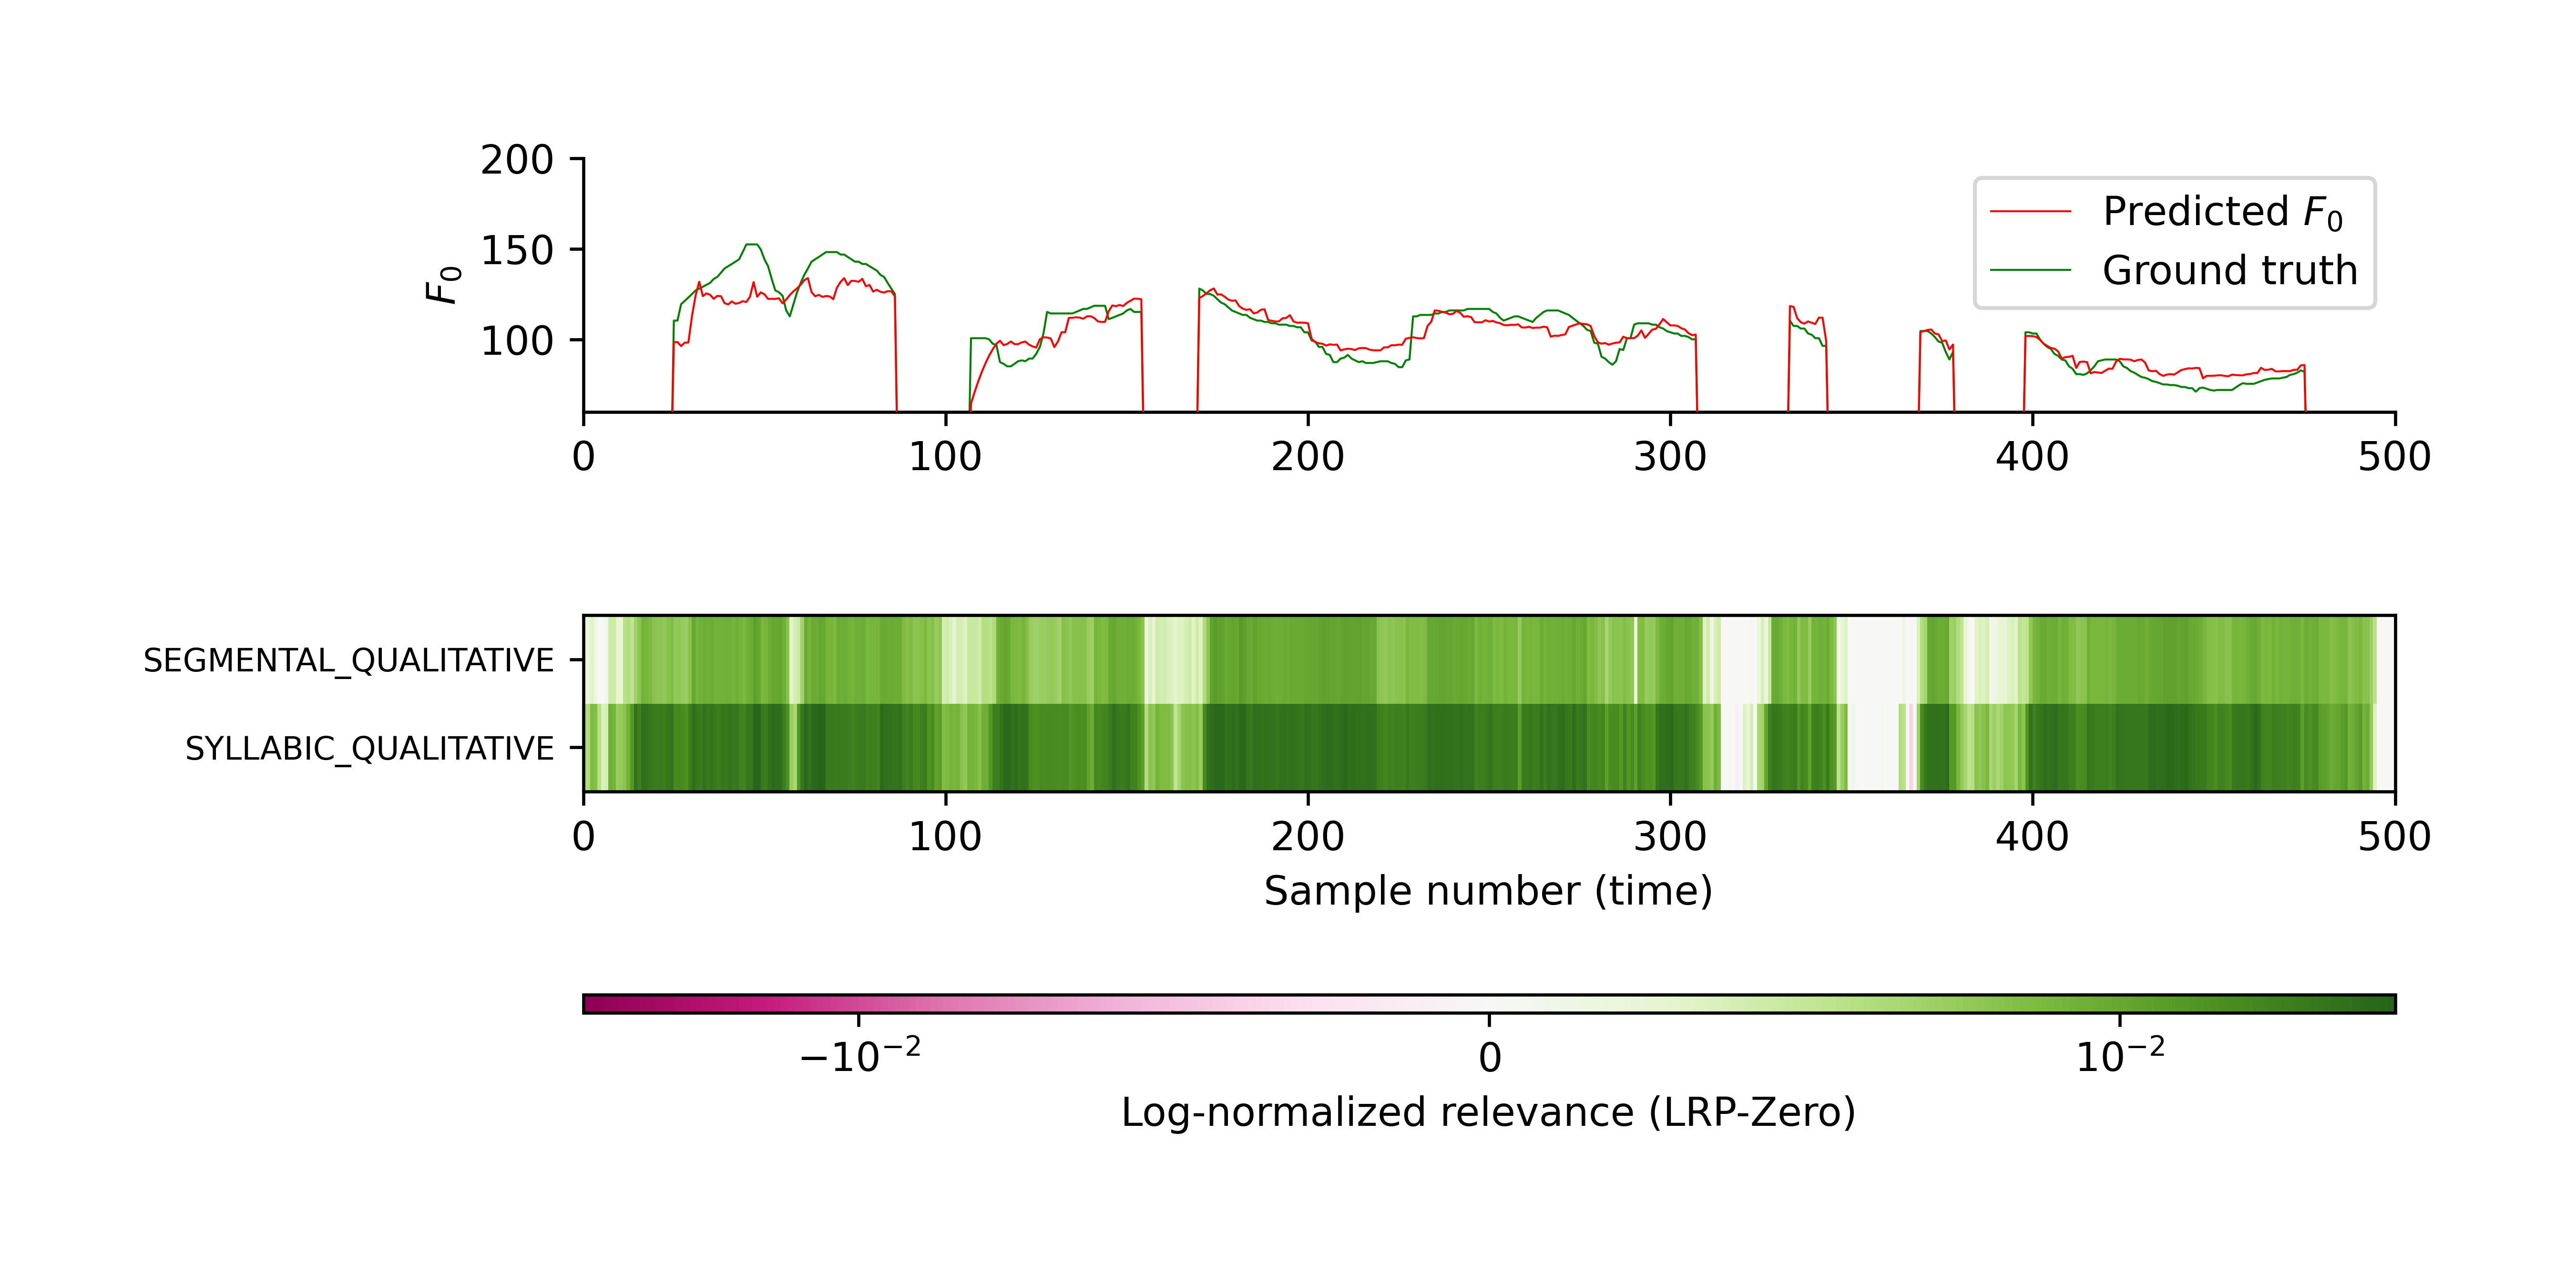 200
150
100
F0
Predicted F0
Ground truth
0 100 200 300 400 500
SEGMENTAL_QUALITATIVE
SYLLABIC_QUALITATIVE
0 100 200 300 400 500
Sample number (time)
−10−2 0 10−2
Log-normalized relevance (LRP-Zero)